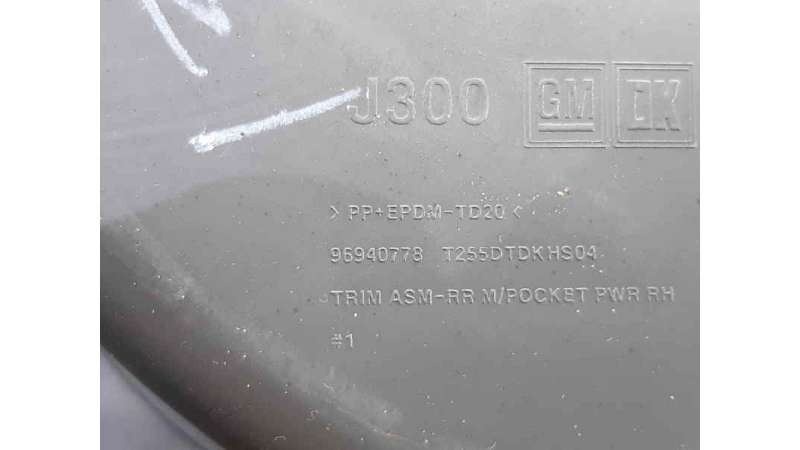 J300 GM DK
> PP+EPDM-TD20 <
96940778 T255DTDKHS04
TRIM ASM-RR M/POCKET PWR RH
#1